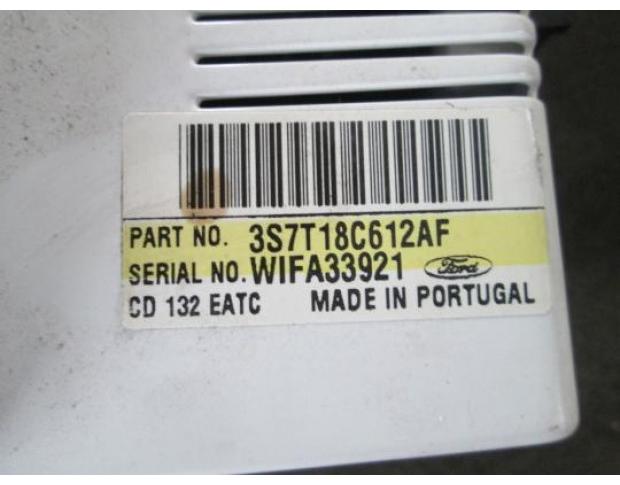 PART NO. 3S7T18C612AF
SERIAL NO. WIFA33921 Ford
CD 132 EATC MADE IN PORTUGAL